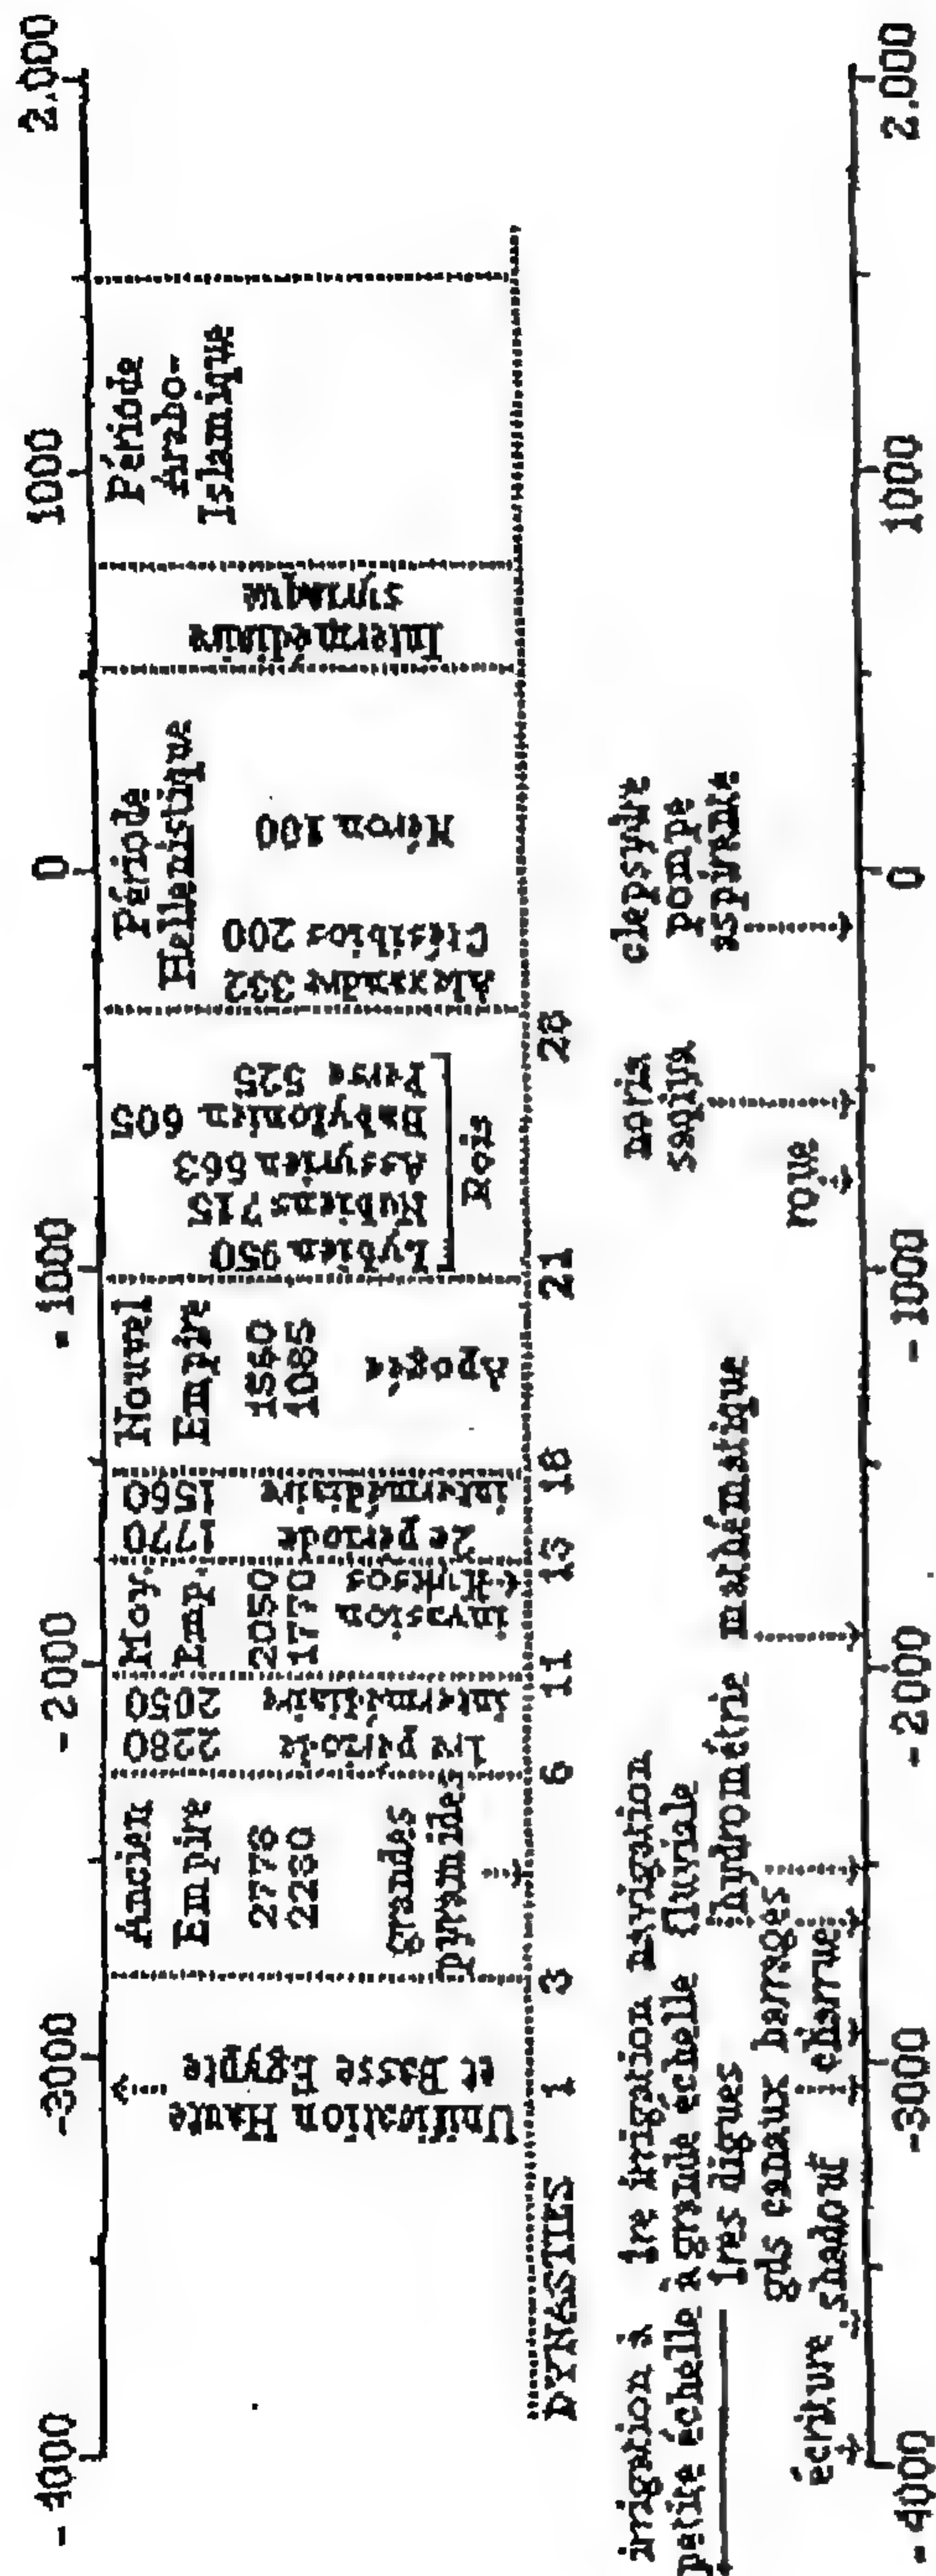 - 4000
-3000
- 2000
- 1000
0
1000
2.000
Unification Haute
et Basse Egypte
Ancien
Empire
2778
2280
grandes
pyramides
1re période
intermédiaire
2280
2050
Moy.
Emp.
2050
1770
invasion
Hyksos
2e periode
intermédiaire
1770
1560
Nouvel
Empire
1560
1085
Apogée
Lybien 950
Nubiens 715
Assyrien 663
Babylonien 605
Perse 525
Rois
Période
Hellenistique
Alexandre 332
Ctésibios 200
Héron 100
Intermédiaire
syriaque
Période
Arabo-
Islamique
DYNASTIES
1
3
6
11
13
18
21
28
irrigation à
petite échelle
1re irrigation
à grande échelle
1res digues
gds canaux
barrages
navigation
fluviale
hydrométrie
mathématique
écriture
shadouf
charrue
roue
noria
saqiya
clepsydre
pompe
aspirante
- 4000
-3000
- 2000
- 1000
0
1000
2.000